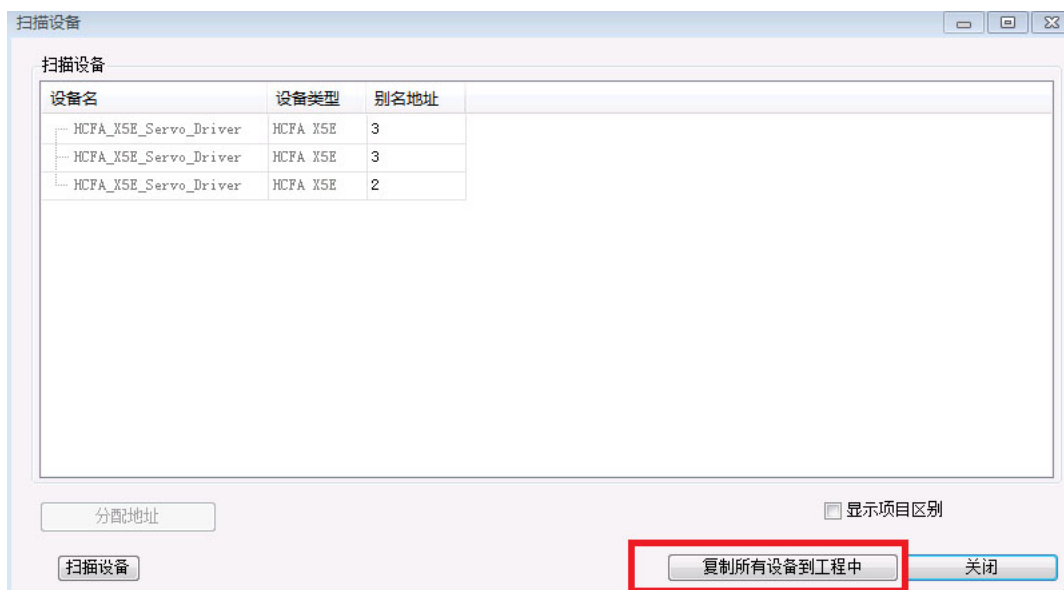 扫描设备
扫描设备
设备名 设备类型 别名地址
HCFA_X5E_Servo_Driver HCFA X5E 3
HCFA_X5E_Servo_Driver HCFA X5E 3
HCFA_X5E_Servo_Driver HCFA X5E 2
分配地址 显示项目区别
扫描设备 复制所有设备到工程中 关闭